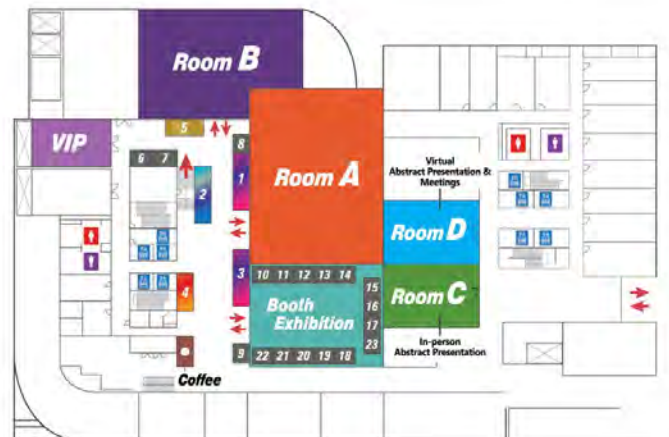 Room B
VIP
5
6 7
8
1
2
Room A
Virtual
Abstract Presentation &
Meetings
Room D
3
4
10 11 12 13 14
15
16
17
23
Booth
Exhibition
Room C
In-person
Abstract Presentation
9
22 21 20 19 18
Coffee